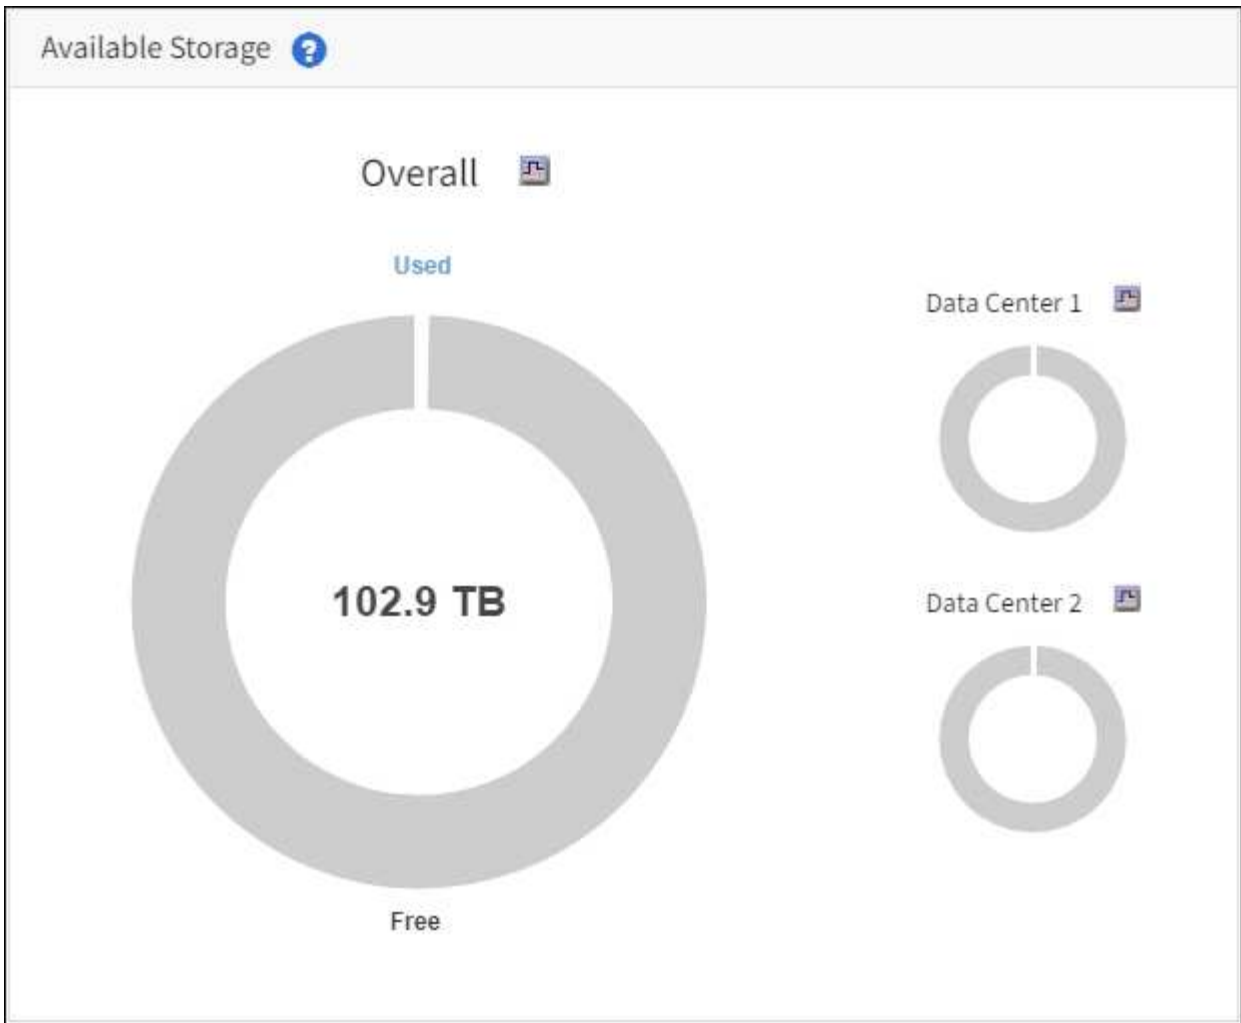 Available Storage ?
Overall
Used
102.9 TB
Free
Data Center 1
Data Center 2